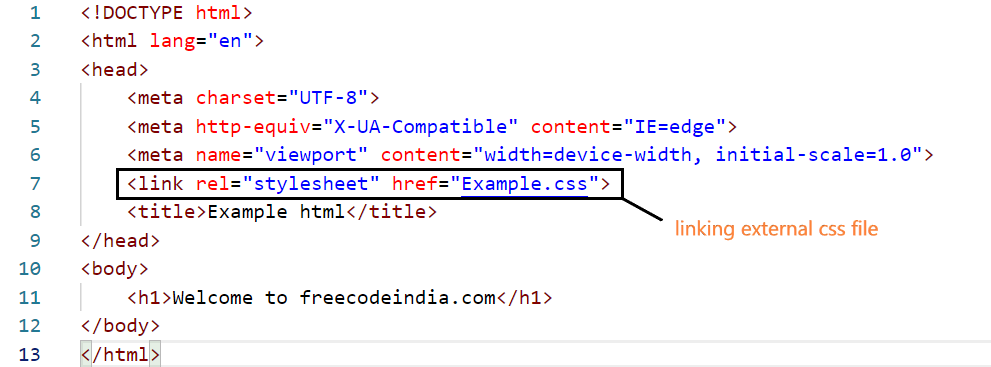 1 <!DOCTYPE html>
2 <html lang="en">
3 <head>
4 <meta charset="UTF-8">
5 <meta http-equiv="X-UA-Compatible" content="IE=edge">
6 <meta name="viewport" content="width=device-width, initial-scale=1.0">
7 <link rel="stylesheet" href="Example.css">
8 <title>Example html</title>
linking external css file
9 </head>
10 <body>
11 <h1>Welcome to freecodeindia.com</h1>
12 </body>
13 </html>